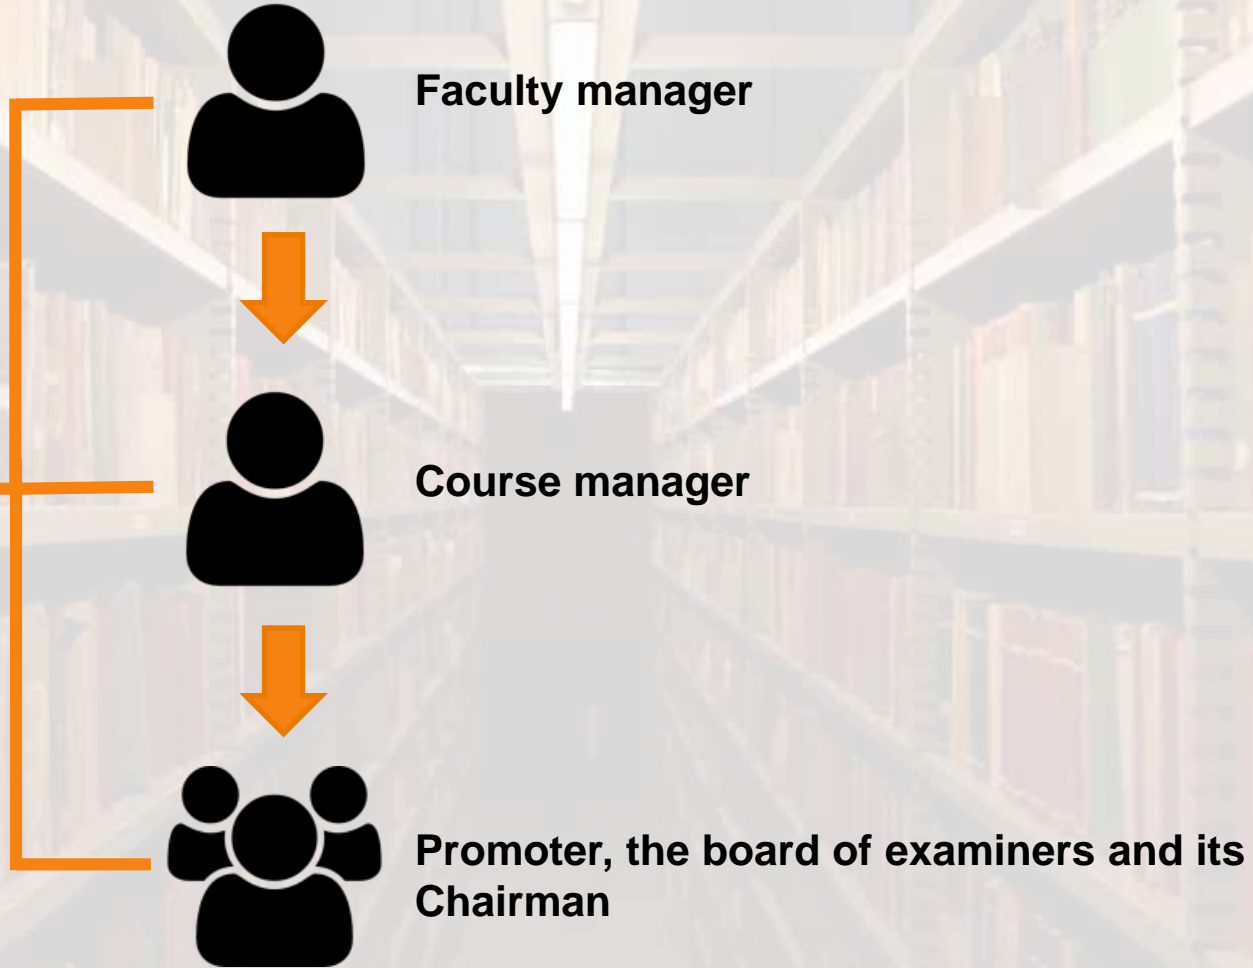 Faculty manager
Course manager
Promoter, the board of examiners and its
Chairman